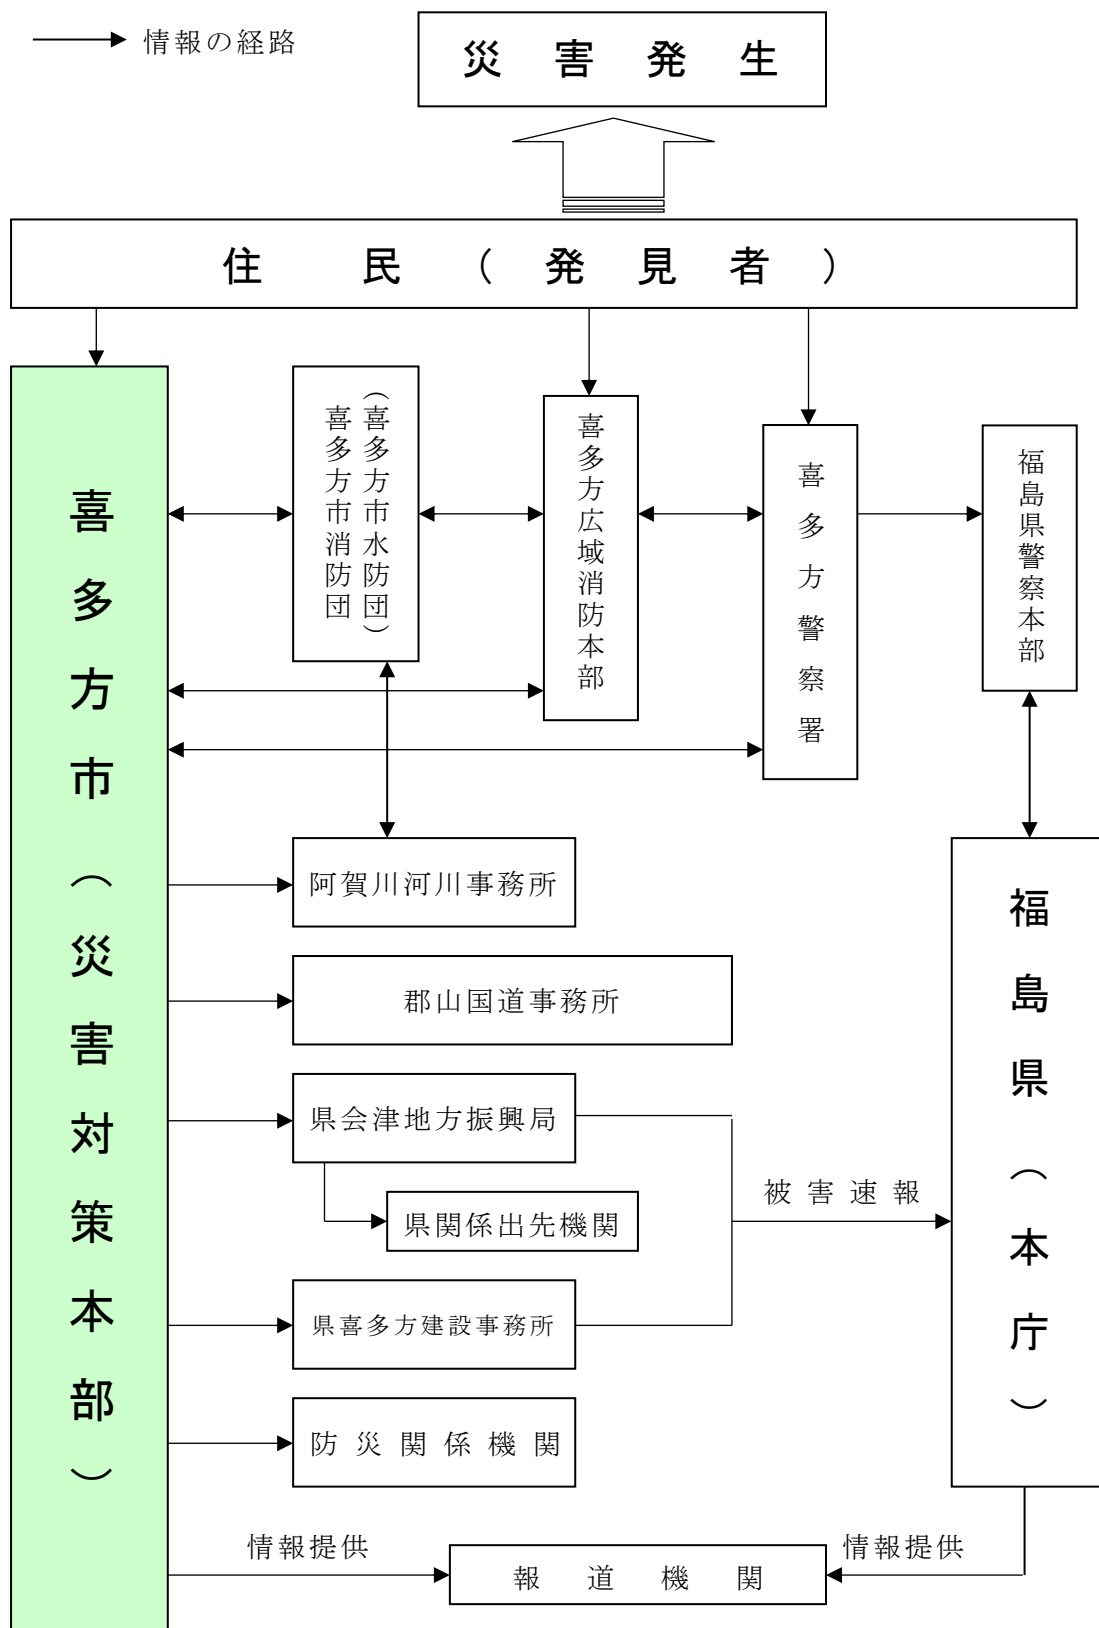 情報の経路
災害発生
住民（発見者）
喜多方市（災害対策本部）
（喜多方市水防団）
喜多方市消防団
喜多方広域消防本部
喜多方警察署
福島県警察本部
阿賀川河川事務所
郡山国道事務所
県会津地方振興局
県関係出先機関
被害速報
県喜多方建設事務所
防災関係機関
福島県（本庁）
情報提供
報道機関
情報提供